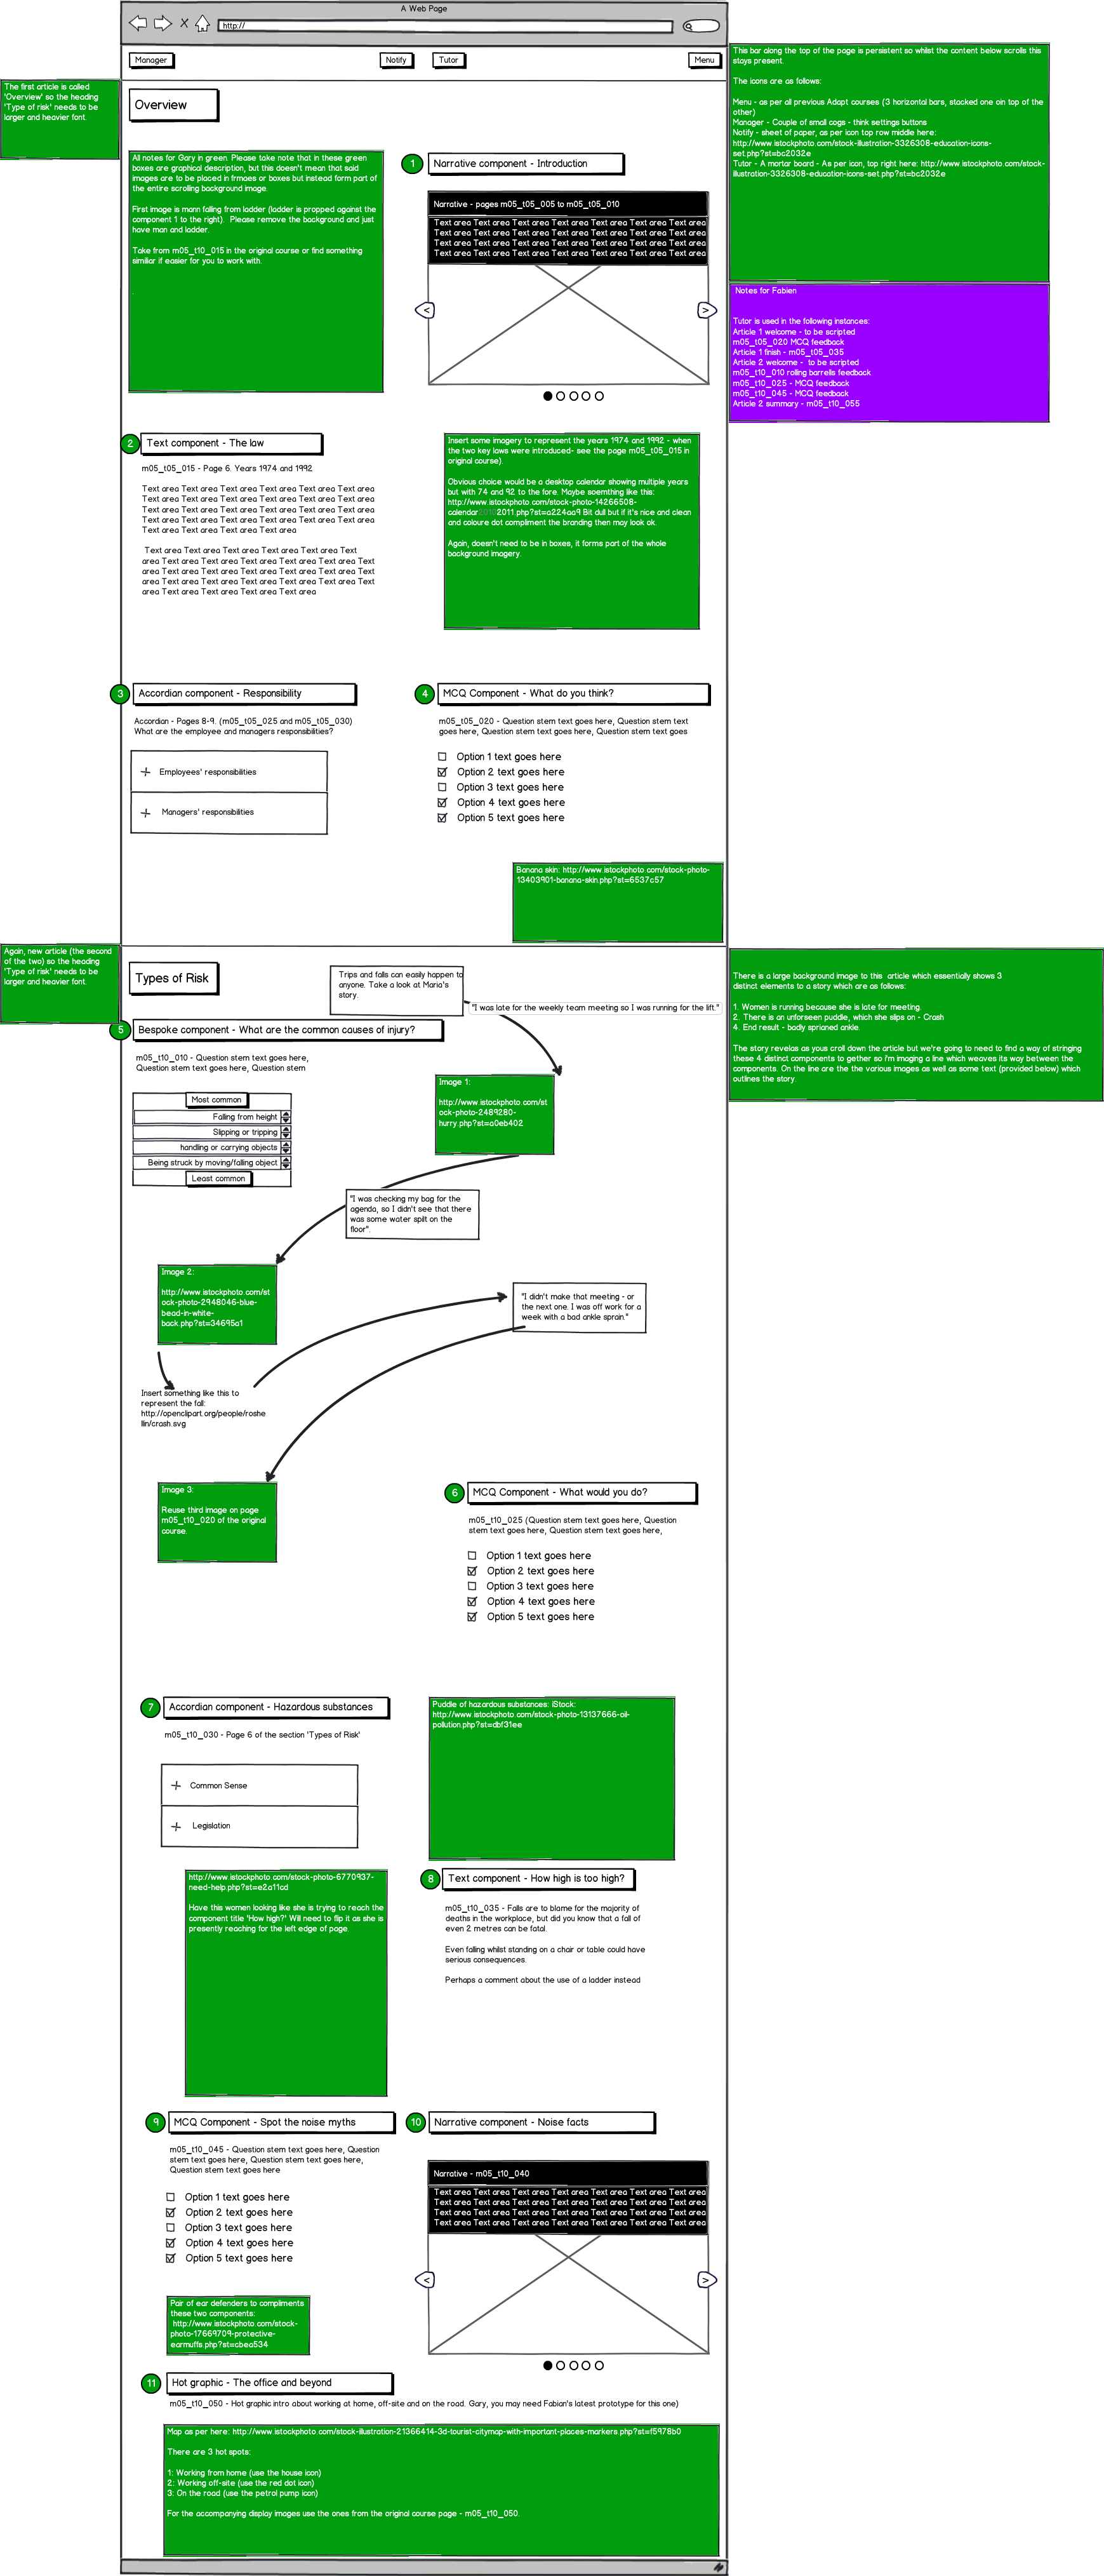 A Web Page
http://
Manager
Notify
Tutor
Menu
The first article is called
'Overview' so the heading
'Type of risk' needs to be
larger and heavier font.
Overview
This bar along the top of the page is persistent so whilst the content below scrolls this
stays present.
The icons are as follows:
Menu - as per all previous Adapt courses (3 horizontal bars, stacked one oin top of the
other)
Manager - Couple of small cogs - think settings buttons
Notify - sheet of paper, as per icon top row middle here:
http://www.istockphoto.com/stock-illustration-3326308-education-icons-
set.php?st=bc2032e
Tutor - A mortar board - As per icon, top right here: http://www.istockphoto.com/stock-
illustration-3326308-education-icons-set.php?st=bc2032e
All notes for Gary in green. Please take note that in these green
boxes are graphical description, but this doesn't mean that said
images are to be placed in frmaes or boxes but instead form part of
the entire scrolling background image.
First image is mann falling from ladder (ladder is propped against the
component 1 to the right). Please remove the background and just
have man and ladder.
Take from m05_t10_015 in the original course or find something
similiar if easier for you to work with.
1
Narrative component - Introduction
Narrative - pages m05_t05_005 to m05_t05_010
Text area Text area Text area Text area Text area Text area Text area
Text area Text area Text area Text area Text area Text area Text area
Text area Text area Text area Text area Text area Text area Text area
Text area Text area Text area Text area Text area Text area Text area
<
>
Notes for Fabien
Tutor is used in the following instances:
Article 1 welcome - to be scripted
m05_t05_020 MCQ feedback
Article 1 finish - m05_t05_035
Article 2 welcome - to be scripted
m05_t10_010 rolling barrells feedback
m05_t10_025 - MCQ feedback
m05_t10_045 - MCQ feedback
Article 2 summary - m05_t10_055
2
Text component - The law
m05_t05_015 - Page 6. Years 1974 and 1992
Text area Text area Text area Text area Text area Text area
Text area Text area Text area Text area Text area Text area
Text area Text area Text area Text area Text area Text area
Text area Text area Text area Text area Text area Text area
Text area Text area Text area Text area
Text area Text area Text area Text area Text area Text
area Text area Text area Text area Text area Text area Text
area Text area Text area Text area Text area Text area Text
area Text area Text area Text area Text area Text area Text
area Text area Text area Text area Text area
Insert some imagery to represent the years 1974 and 1992 - when
the two key laws were introduced- see the page m05_t05_015 in
original course).
Obvious choice would be a desktop calendar showing multiple years
but with 74 and 92 to the fore. Maybe soemthing like this:
http://www.istockphoto.com/stock-photo-14266508-
calendar20102011.php?st=a224aa9 Bit dull but if it's nice and clean
and coloure dot compliment the branding then may look ok.
Again, doesn't need to be in boxes, it forms part of the whole
background imagery.
3
Accordian component - Responsibility
Accordian - Pages 8-9. (m05_t05_025 and m05_t05_030)
What are the employee and managers responsibilities?
Employees' responsibilities
Managers' responsibilities
4
MCQ Component - What do you think?
m05_t05_020 - Question stem text goes here, Question stem text
goes here, Question stem text goes here, Question stem text goes
Option 1 text goes here
Option 2 text goes here
Option 3 text goes here
Option 4 text goes here
Option 5 text goes here
Banana skin: http://www.istockphoto.com/stock-photo-
13403901-banana-skin.php?st=6537c57
Again, new article (the second
of the two) so the heading
'Type of risk' needs to be
larger and heavier font.
Types of Risk
Trips and falls can easily happen to
anyone. Take a look at Maria's
story.
"I was late for the weekly team meeting so I was running for the lift."
There is a large background image to this article which essentially shows 3
distinct elements to a story which are as follows:
1. Women is running because she is late for meeting.
2. There is an unforseen puddle, which she slips on - Crash
4. End result - badly sprianed ankle.
The story revelas as yous croll down the article but we're going to need to find a way of stringing
these 4 distinct components to gether so i'm imaging a line which weaves its way between the
components. On the line are the the various images as well as some text (provided below) which
outlines the story.
5
Bespoke component - What are the common causes of injury?
m05_t10_010 - Question stem text goes here,
Question stem text goes here, Question stem
Most common
Falling from height
Slipping or tripping
handling or carrying objects
Being struck by moving/falling object
Least common
Image 1:
http://www.istockphoto.com/st
ock-photo-2489280-
hurry.php?st=a0eb402
"I was checking my bag for the
agenda, so I didn't see that there
was some water spilt on the
floor".
Image 2:
http://www.istockphoto.com/st
ock-photo-2948046-blue-
bead-in-white-
back.php?st=34695a1
"I didn't make that meeting - or
the next one. I was off work for a
week with a bad ankle sprain."
Insert something like this to
represent the fall:
http://openclipart.org/people/roshe
llin/crash.svg
Image 3:
Reuse third image on page
m05_t10_020 of the original
course.
6
MCQ Component - What would you do?
m05_t10_025 (Question stem text goes here, Question
stem text goes here, Question stem text goes here,
Option 1 text goes here
Option 2 text goes here
Option 3 text goes here
Option 4 text goes here
Option 5 text goes here
7
Accordian component - Hazardous substances
m05_t10_030 - Page 6 of the section 'Types of Risk'
Common Sense
Legislation
Puddle of hazardous substances: iStock:
http://www.istockphoto.com/stock-photo-13137666-oil-
pollution.php?st=dbf31ee
http://www.istockphoto.com/stock-photo-6770937-
need-help.php?st=e2a11cd
Have this women looking like she is trying to reach the
component title 'How high?' Will need to flip it as she is
presently reaching for the left edge of page.
8
Text component - How high is too high?
m05_t10_035 - Falls are to blame for the majority of
deaths in the workplace, but did you know that a fall of
even 2 metres can be fatal.
Even falling whilst standing on a chair or table could have
serious consequences.
Perhaps a comment about the use of a ladder instead
9
MCQ Component - Spot the noise myths
m05_t10_045 - Question stem text goes here, Question
stem text goes here, Question stem text goes here,
Question stem text goes here
Option 1 text goes here
Option 2 text goes here
Option 3 text goes here
Option 4 text goes here
Option 5 text goes here
10
Narrative component - Noise facts
Narrative - m05_t10_040
Text area Text area Text area Text area Text area Text area Text area
Text area Text area Text area Text area Text area Text area Text area
Text area Text area Text area Text area Text area Text area Text area
Text area Text area Text area Text area Text area Text area Text area
<
>
Pair of ear defenders to compliments
these two components:
http://www.istockphoto.com/stock-
photo-17669709-protective-
earmuffs.php?st=cbea534
11
Hot graphic - The office and beyond
m05_t10_050 - Hot graphic intro about working at home, off-site and on the road. Gary, you may need Fabian's latest prototype for this one)
Map as per here: http://www.istockphoto.com/stock-illustration-21366414-3d-tourist-citymap-with-important-places-markers.php?st=f5978b0
There are 3 hot spots:
1: Working from home (use the house icon)
2: Working off-site (use the red dot icon)
3: On the road (use the petrol pump icon)
For the accompanying display images use the ones from the original course page - m05_t10_050.